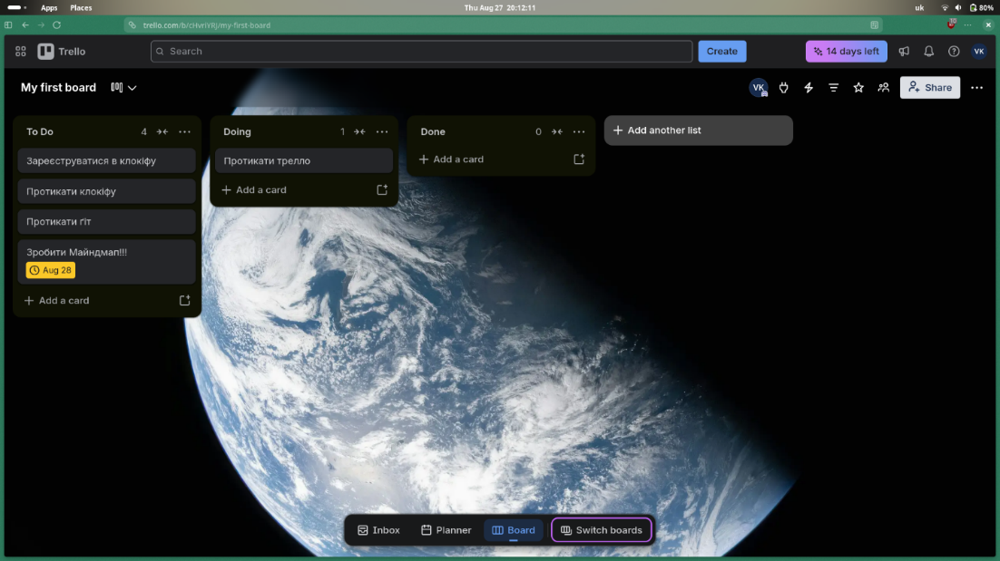 Apps Places Thu Aug 27 20:12:11 uk 80%
trello.com/b/cHvriYRj/my-first-board 10
Trello Search Create 14 days left VK
My first board VK Share
To Do 4
Зареєструватися в клокіфу
Протикати клокіфу
Протикати ґіт
Зробити Майндмап!!!
Aug 28
+ Add a card
Doing 1
Протикати трелло
+ Add a card
Done 0
+ Add a card
+ Add another list
Inbox Planner Board Switch boards